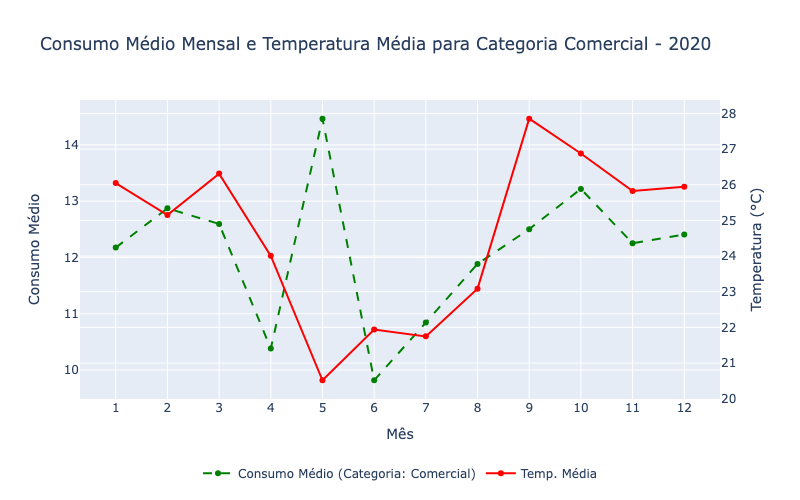 Consumo Médio Mensal e Temperatura Média para Categoria Comercial - 2020
Consumo Médio
14
13
12
11
10
28
27
26
25
24
23
22
21
20
Temperatura (°C)
1 2 3 4 5 6 7 8 9 10 11 12
Mês
Consumo Médio (Categoria: Comercial) Temp. Média